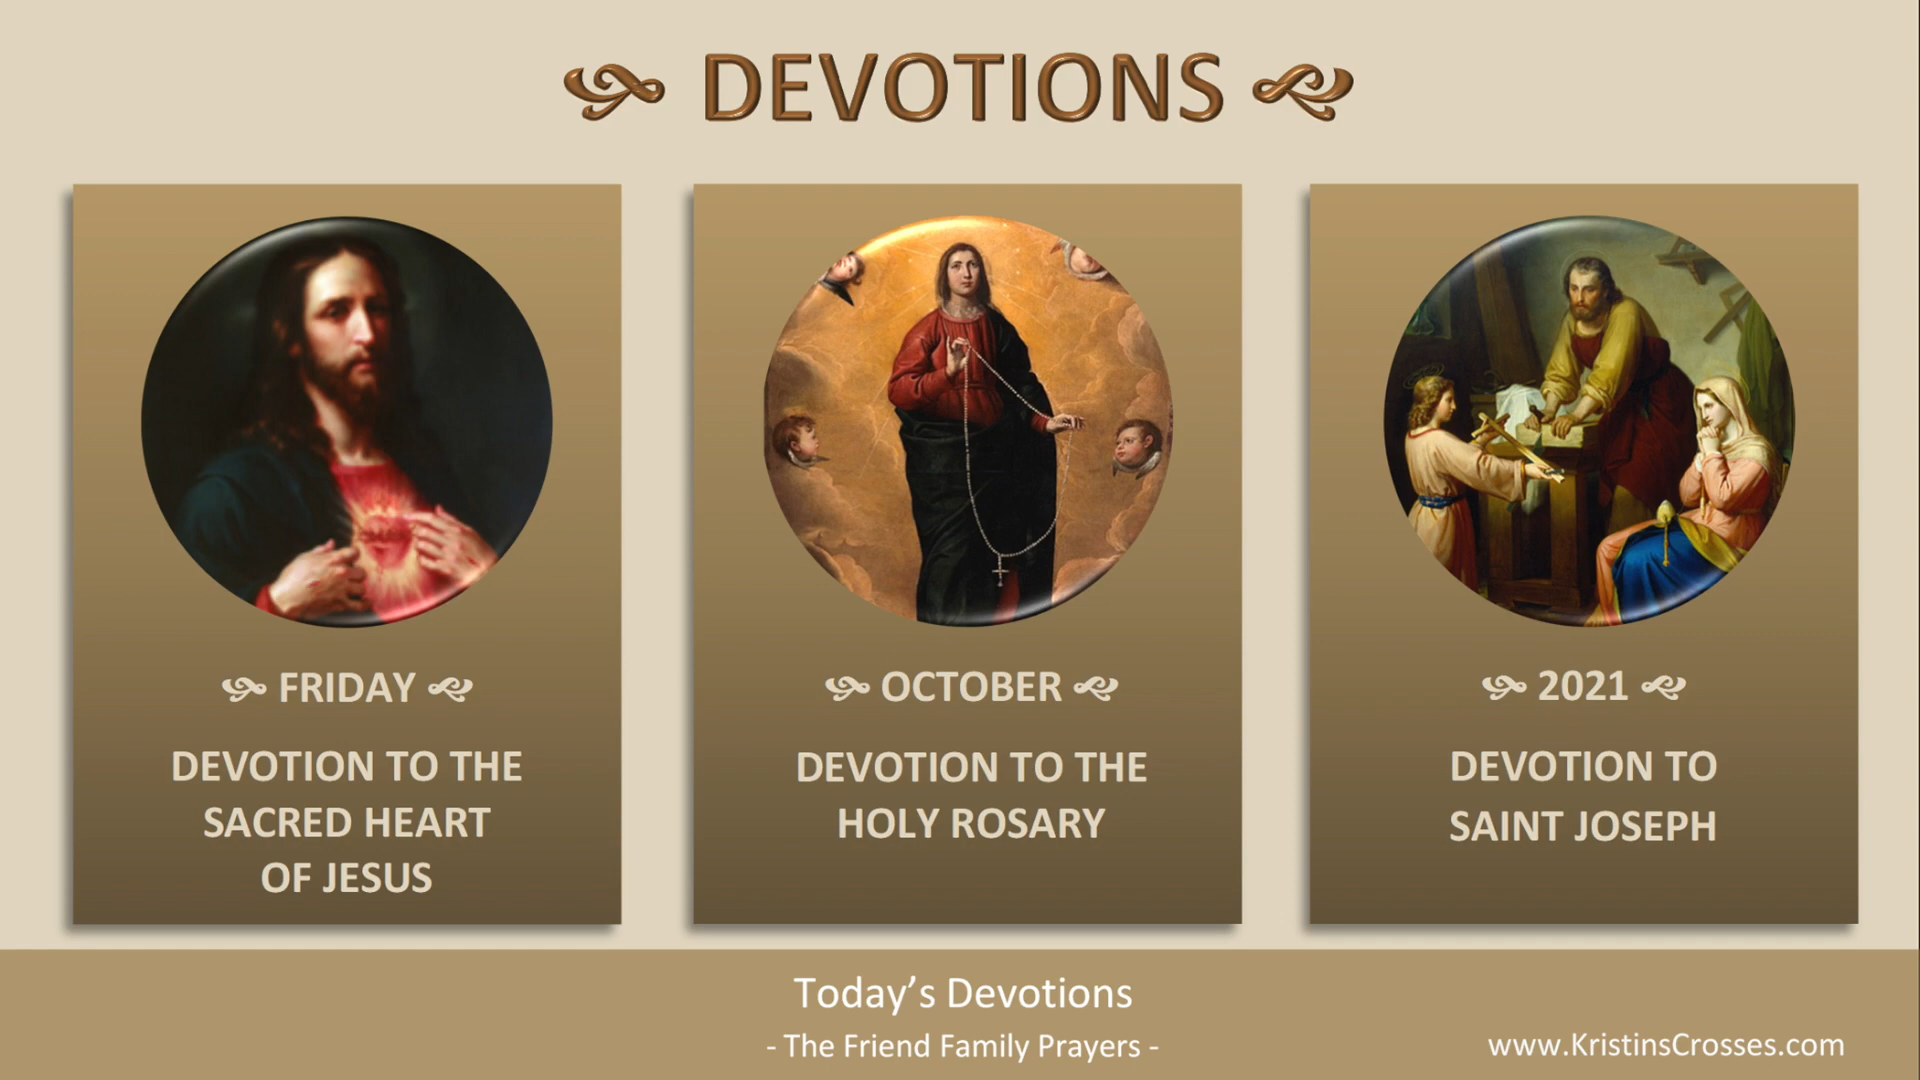 DEVOTIONS
FRIDAY
DEVOTION TO THE
SACRED HEART
OF JESUS
OCTOBER
DEVOTION TO THE
HOLY ROSARY
2021
DEVOTION TO
SAINT JOSEPH
Today’s Devotions
- The Friend Family Prayers -
www.KristinsCrosses.com